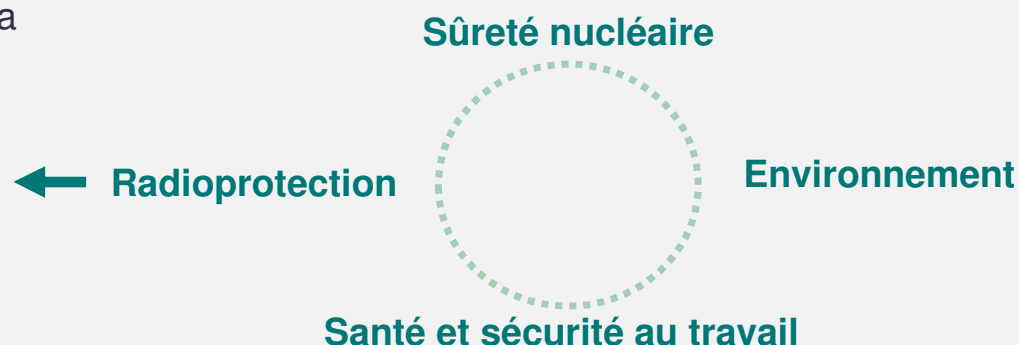 a
Sûreté nucléaire
Radioprotection
Environnement
Santé et sécurité au travail